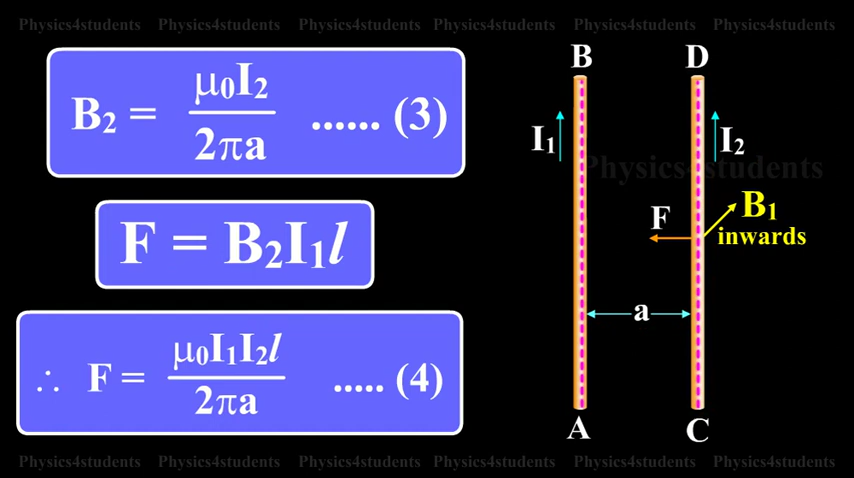 Physics4students Physics4students Physics4students Physics4students Physics4students Physics4students
B₂ = μ₀I₂ / 2πa ...... (3)
F = B₂I₁l
∴ F = μ₀I₁I₂l / 2πa ..... (4)
B D
I₁ I₂
Physics4students
F B₁
inwards
a
A C
Physics4students Physics4students Physics4students Physics4students Physics4students Physics4students